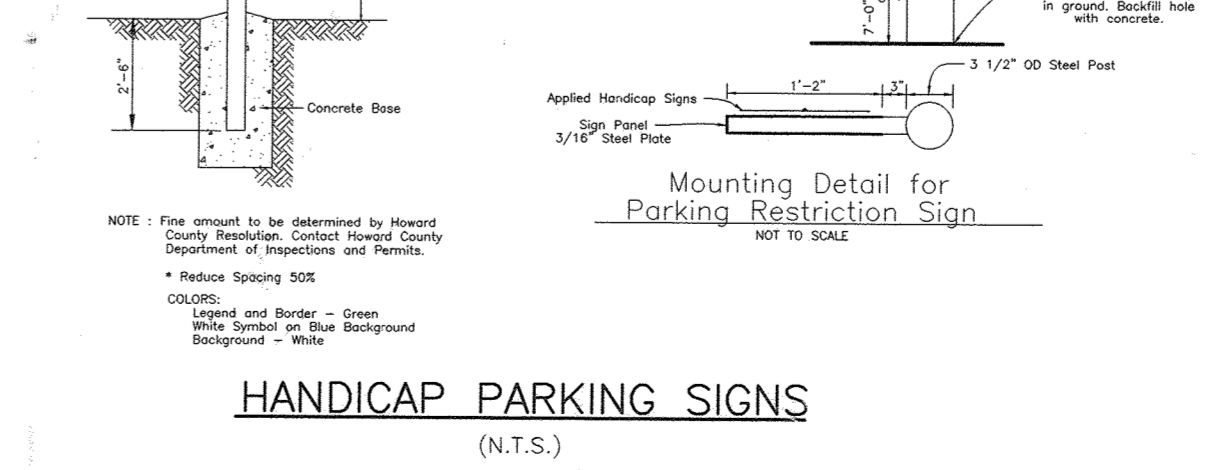 2'-6"
Concrete Base
NOTE : Fine amount to be determined by Howard
County Resolution. Contact Howard County
Department of Inspections and Permits.
* Reduce Spacing 50%
COLORS:
Legend and Border – Green
White Symbol on Blue Background
Background – White
7'-0"
in ground. Backfill hole
with concrete.
3 1/2" OD Steel Post
1'-2"
3"
Applied Handicap Signs
Sign Panel
3/16" Steel Plate
Mounting Detail for
Parking Restriction Sign
NOT TO SCALE
HANDICAP PARKING SIGNS
(N.T.S.)